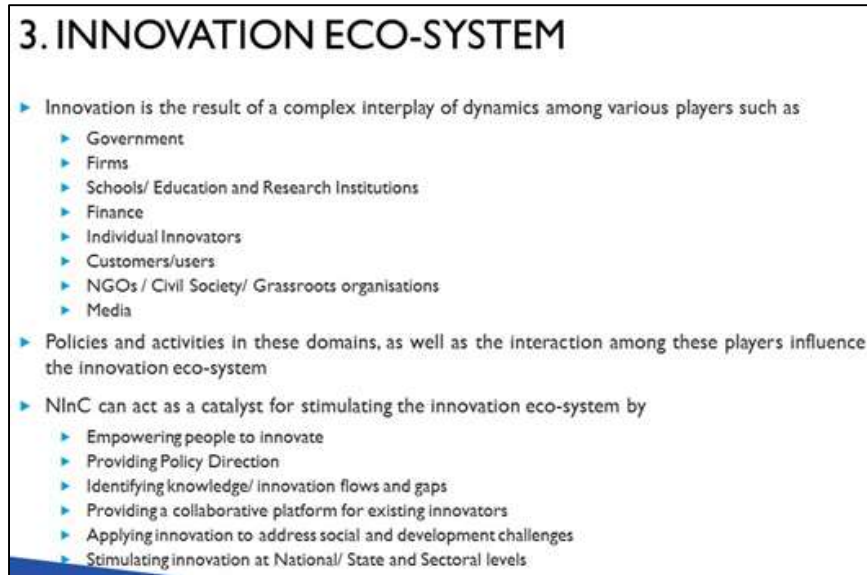 3. INNOVATION ECO-SYSTEM
Innovation is the result of a complex interplay of dynamics among various players such as
Government
Firms
Schools/ Education and Research Institutions
Finance
Individual Innovators
Customers/users
NGOs / Civil Society/ Grassroots organisations
Media
Policies and activities in these domains, as well as the interaction among these players influence
the innovation eco-system
NInC can act as a catalyst for stimulating the innovation eco-system by
Empowering people to innovate
Providing Policy Direction
Identifying knowledge/ innovation flows and gaps
Providing a collaborative platform for existing innovators
Applying innovation to address social and development challenges
Stimulating innovation at National/ State and Sectoral levels